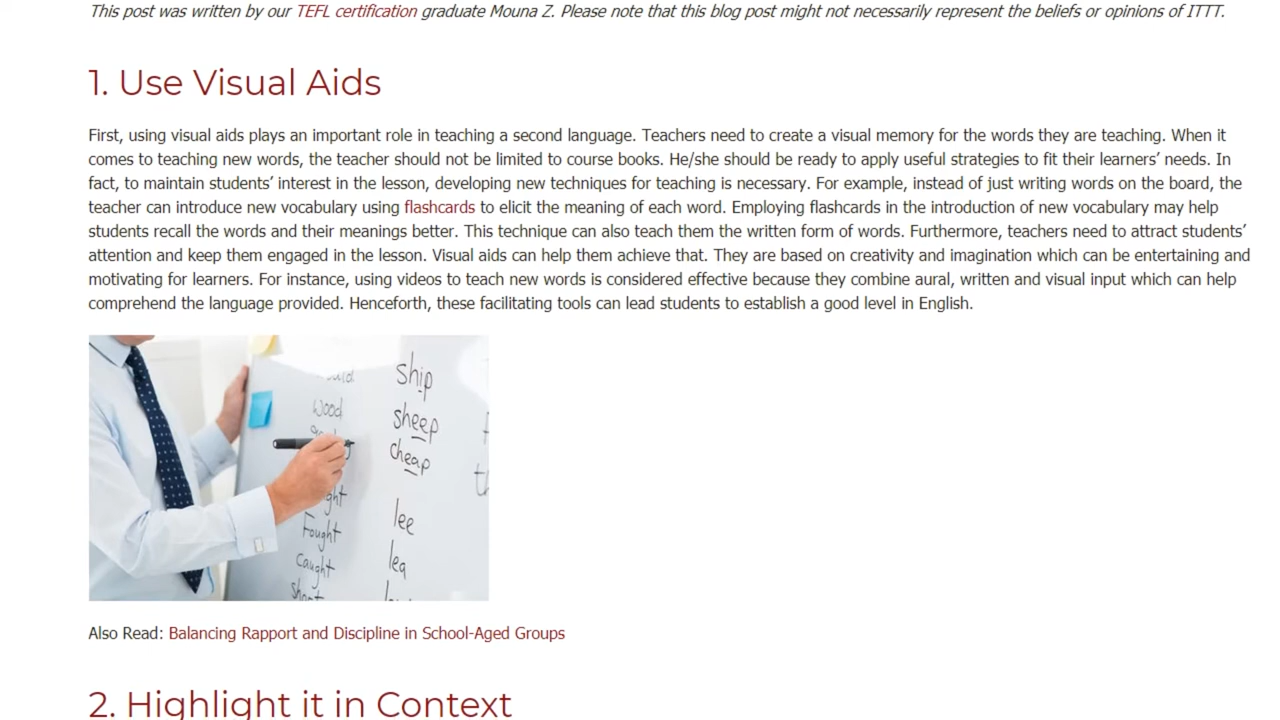 This post was written by our TEFL certification graduate Mouna Z. Please note that this blog post might not necessarily represent the beliefs or opinions of ITTT.
1. Use Visual Aids
First, using visual aids plays an important role in teaching a second language. Teachers need to create a visual memory for the words they are teaching. When it
comes to teaching new words, the teacher should not be limited to course books. He/she should be ready to apply useful strategies to fit their learners’ needs. In
fact, to maintain students’ interest in the lesson, developing new techniques for teaching is necessary. For example, instead of just writing words on the board, the
teacher can introduce new vocabulary using flashcards to elicit the meaning of each word. Employing flashcards in the introduction of new vocabulary may help
students recall the words and their meanings better. This technique can also teach them the written form of words. Furthermore, teachers need to attract students’
attention and keep them engaged in the lesson. Visual aids can help them achieve that. They are based on creativity and imagination which can be entertaining and
motivating for learners. For instance, using videos to teach new words is considered effective because they combine aural, written and visual input which can help
comprehend the language provided. Henceforth, these facilitating tools can lead students to establish a good level in English.
wood
Fought
caught
ship
sheep
cheap
lee
lea
Also Read: Balancing Rapport and Discipline in School-Aged Groups
2. Highlight it in Context